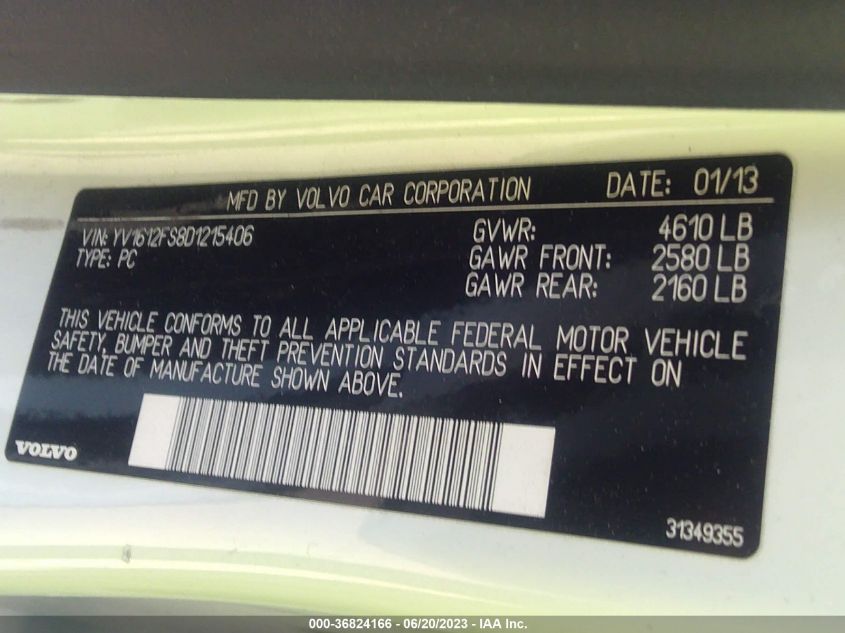 MFD BY VOLVO CAR CORPORATION DATE: 01/13
VIN: YV1612FS8D1215406
TYPE: PC
GVWR: 4610 LB
GAWR FRONT: 2580 LB
GAWR REAR: 2160 LB
THIS VEHICLE CONFORMS TO ALL APPLICABLE FEDERAL MOTOR VEHICLE
SAFETY, BUMPER AND THEFT PREVENTION STANDARDS IN EFFECT ON
THE DATE OF MANUFACTURE SHOWN ABOVE.
VOLVO
31349355
000-36824166 - 06/20/2023 - IAA Inc.